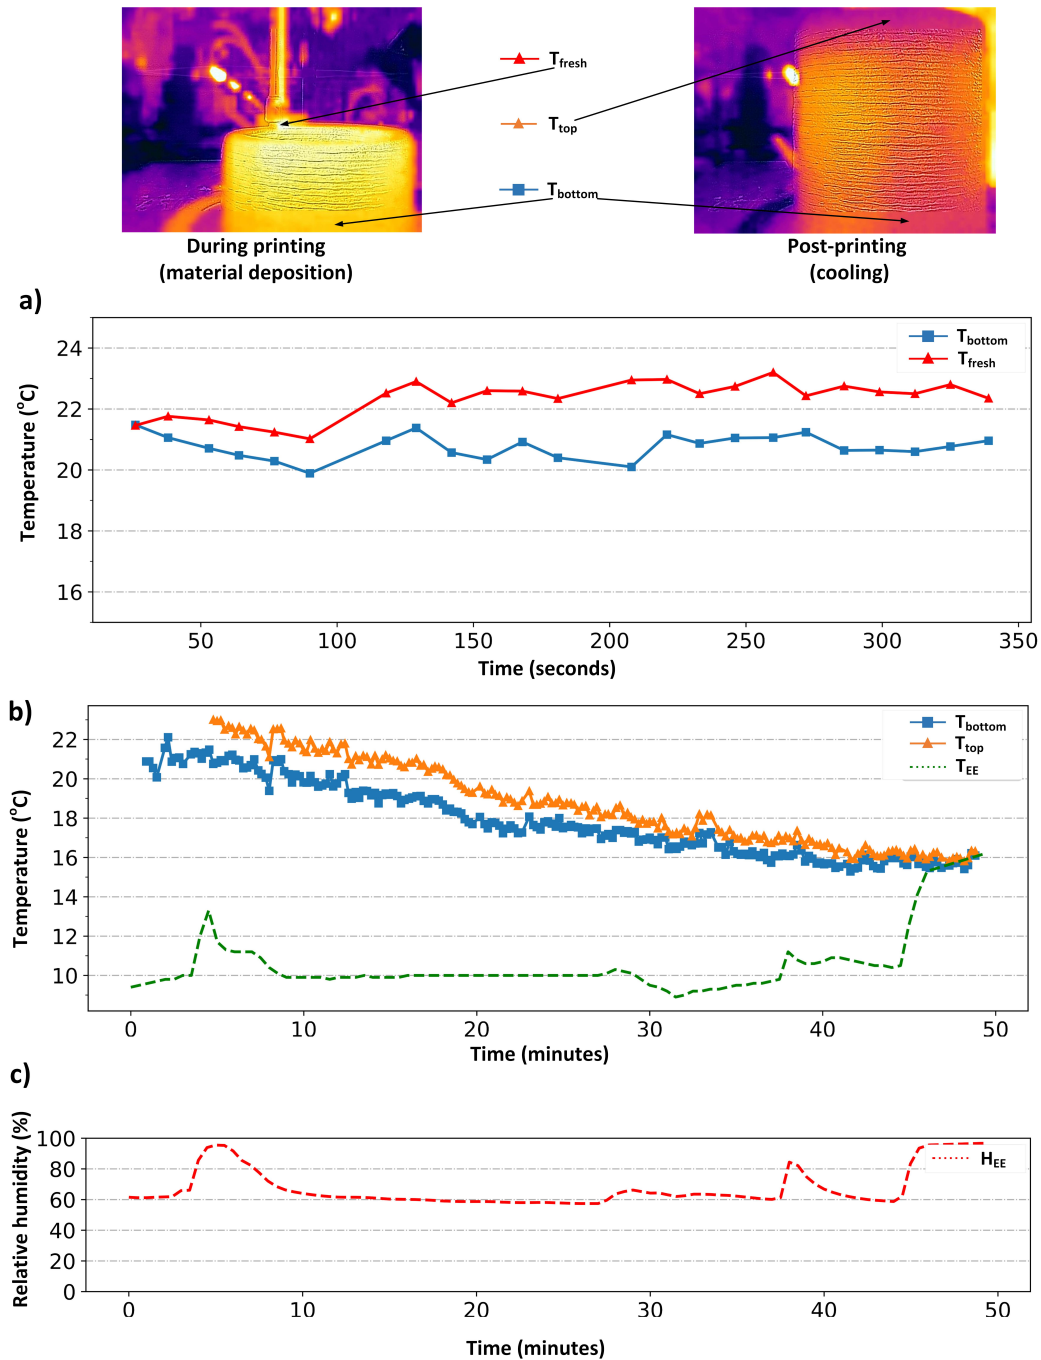 T_fresh
T_top
T_bottom
During printing
(material deposition)
Post-printing
(cooling)
a)
Temperature (°C)
24
22
20
18
16
T_bottom
T_fresh
50
100
150
200
250
300
350
Time (seconds)
b)
Temperature (°C)
22
20
18
16
14
12
10
T_bottom
T_top
T_EE
0
10
20
30
40
50
Time (minutes)
c)
Relative humidity (%)
100
80
60
40
20
0
H_EE
0
10
20
30
40
50
Time (minutes)